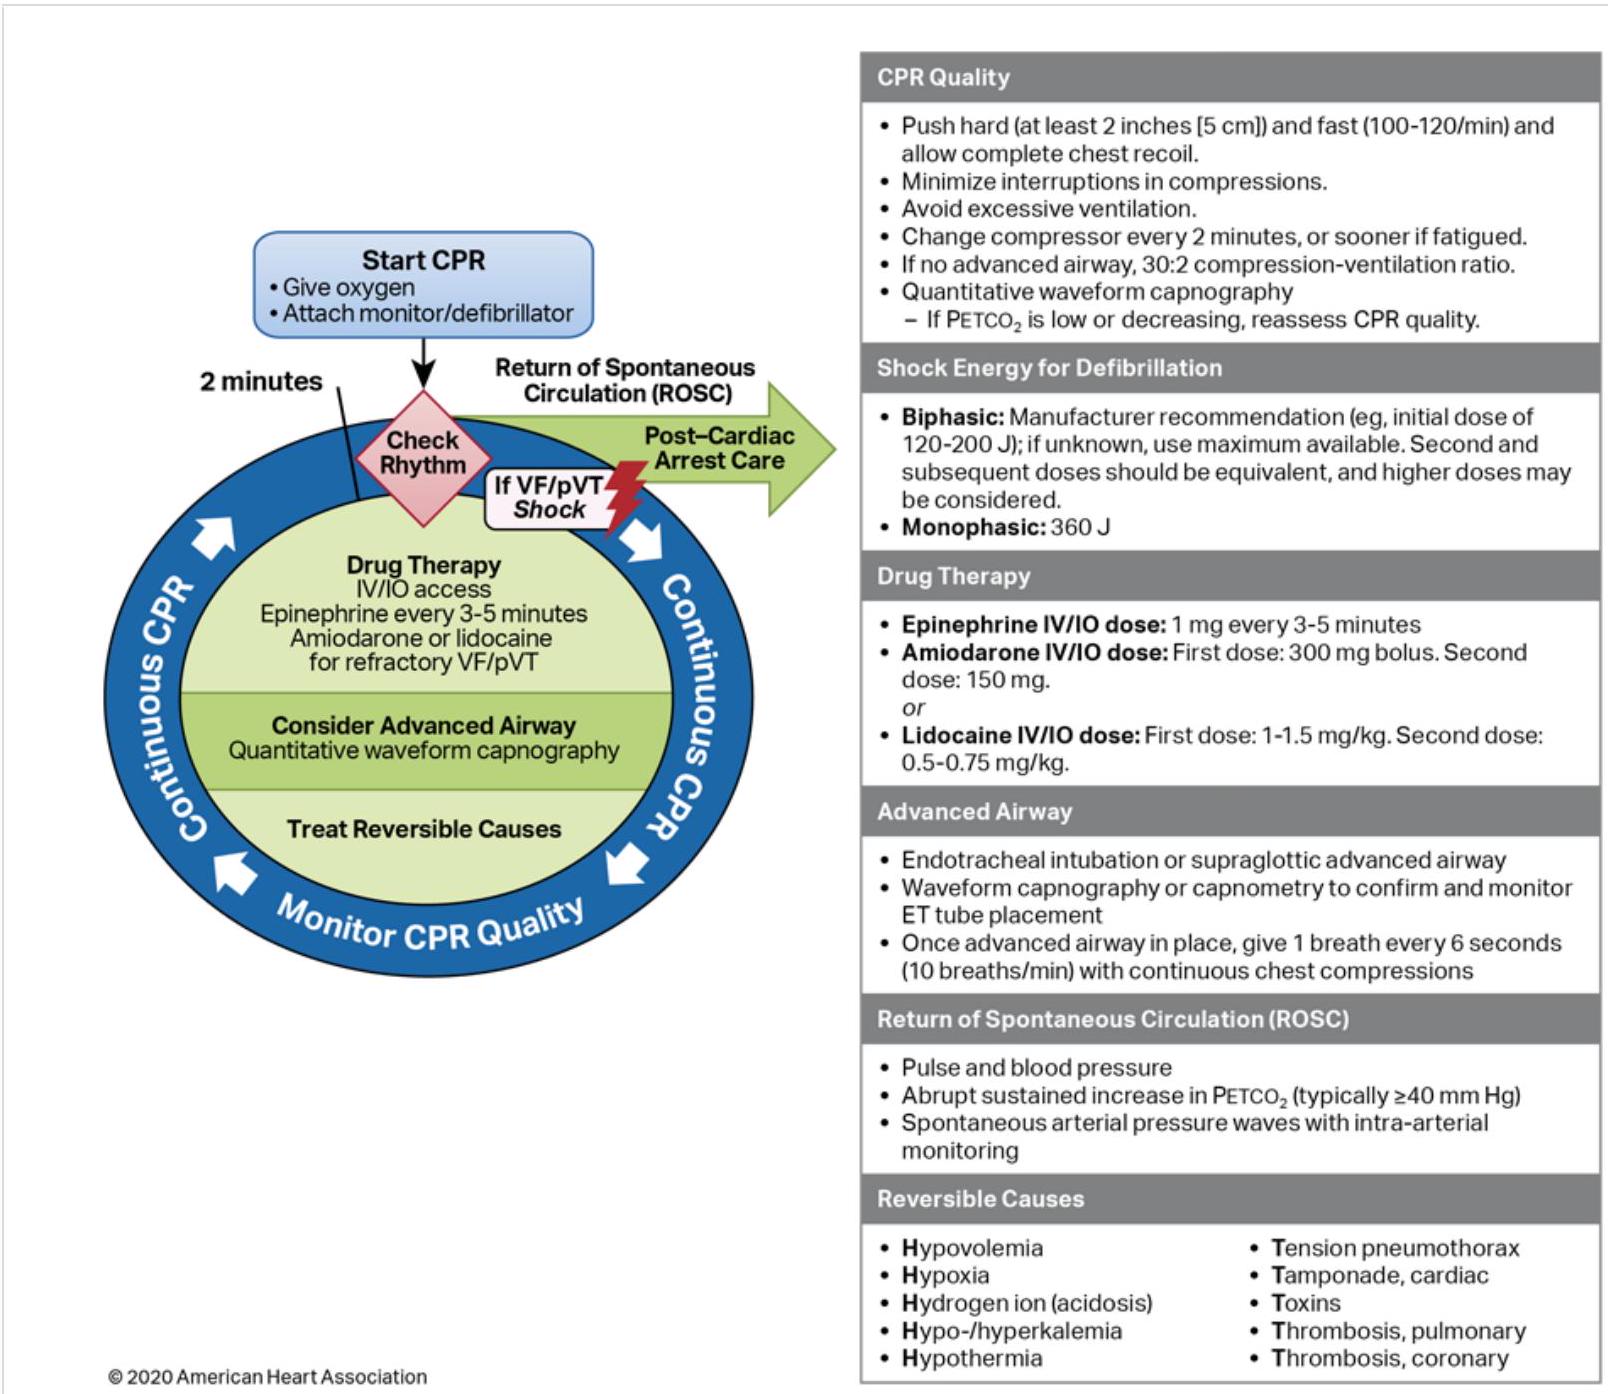 Start CPR
• Give oxygen
• Attach monitor/defibrillator
2 minutes
Return of Spontaneous
Circulation (ROSC)
Post–Cardiac
Arrest Care
Check
Rhythm
If VF/pVT
Shock
Drug Therapy
IV/IO access
Epinephrine every 3-5 minutes
Amiodarone or lidocaine
for refractory VF/pVT
Consider Advanced Airway
Quantitative waveform capnography
Treat Reversible Causes
Continuous CPR
Monitor CPR Quality
Continuous CPR
© 2020 American Heart Association
CPR Quality
• Push hard (at least 2 inches [5 cm]) and fast (100-120/min) and
allow complete chest recoil.
• Minimize interruptions in compressions.
• Avoid excessive ventilation.
• Change compressor every 2 minutes, or sooner if fatigued.
• If no advanced airway, 30:2 compression-ventilation ratio.
• Quantitative waveform capnography
– If PETCO₂ is low or decreasing, reassess CPR quality.
Shock Energy for Defibrillation
• Biphasic: Manufacturer recommendation (eg, initial dose of
120-200 J); if unknown, use maximum available. Second and
subsequent doses should be equivalent, and higher doses may
be considered.
• Monophasic: 360 J
Drug Therapy
• Epinephrine IV/IO dose: 1 mg every 3-5 minutes
• Amiodarone IV/IO dose: First dose: 300 mg bolus. Second
dose: 150 mg.
or
• Lidocaine IV/IO dose: First dose: 1-1.5 mg/kg. Second dose:
0.5-0.75 mg/kg.
Advanced Airway
• Endotracheal intubation or supraglottic advanced airway
• Waveform capnography or capnometry to confirm and monitor
ET tube placement
• Once advanced airway in place, give 1 breath every 6 seconds
(10 breaths/min) with continuous chest compressions
Return of Spontaneous Circulation (ROSC)
• Pulse and blood pressure
• Abrupt sustained increase in PETCO₂ (typically ≥40 mm Hg)
• Spontaneous arterial pressure waves with intra-arterial
monitoring
Reversible Causes
• Hypovolemia
• Hypoxia
• Hydrogen ion (acidosis)
• Hypo-/hyperkalemia
• Hypothermia
• Tension pneumothorax
• Tamponade, cardiac
• Toxins
• Thrombosis, pulmonary
• Thrombosis, coronary